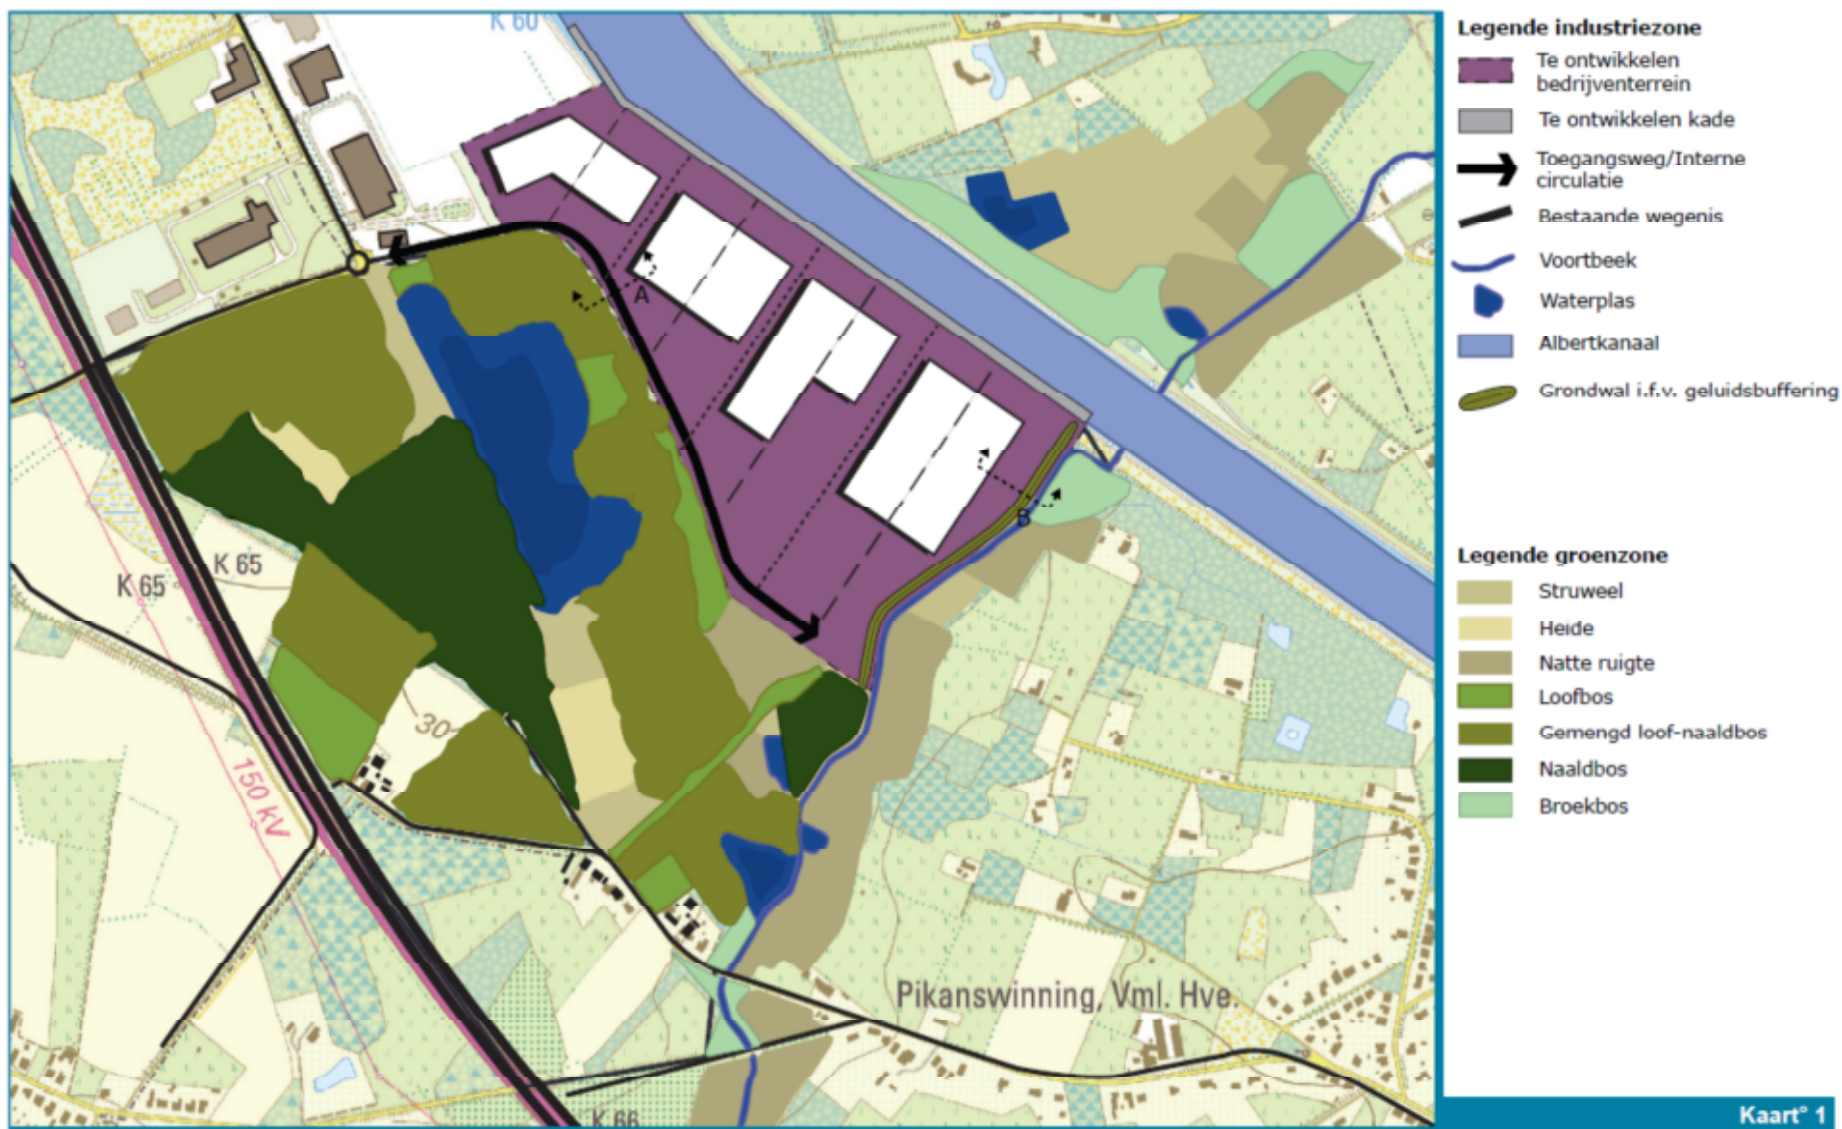 K 60
A
B
K 65
K 65
30
150 kV
Pikanswinning, Vml. Hve.
K 66
Legende industriezone
Te ontwikkelen
bedrijventerrein
Te ontwikkelen kade
Toegangsweg/Interne
circulatie
Bestaande wegenis
Voortbeek
Waterplas
Albertkanaal
Grondwal i.f.v. geluidsbuffering
Legende groenzone
Struweel
Heide
Natte ruigte
Loofbos
Gemengd loof-naaldbos
Naaldbos
Broekbos
Kaart° 1